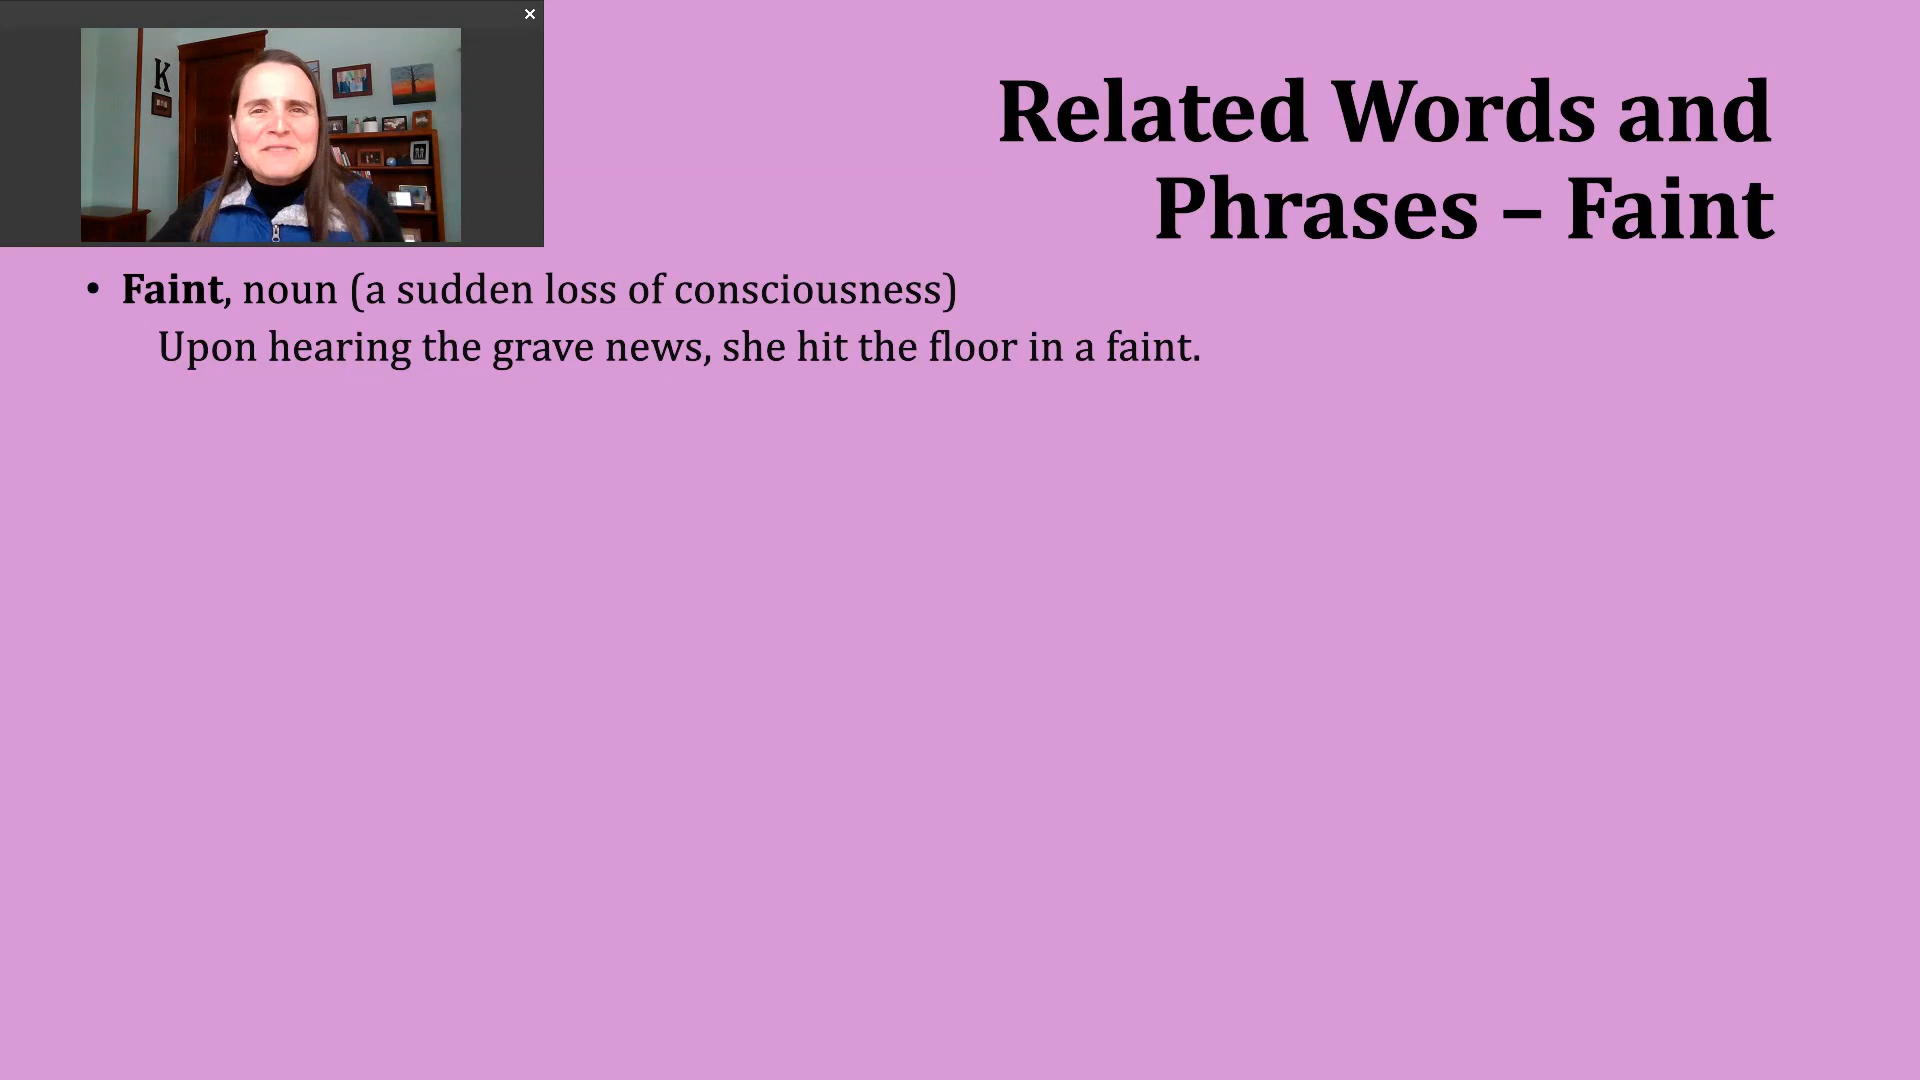 K
Related Words and
Phrases – Faint
• Faint, noun (a sudden loss of consciousness)
Upon hearing the grave news, she hit the floor in a faint.